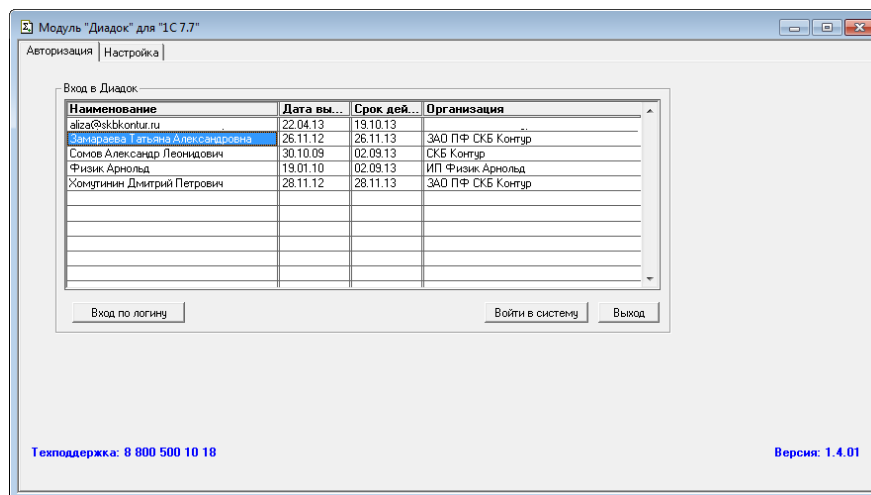 Модуль "Диадок" для "1С 7.7"
Авторизация Настройка
Вход в Диадок
Наименование Дата вы... Срок дей... Организация
aliza@skbkontur.ru 22.04.13 19.10.13
Замараева Татьяна Александровна 26.11.12 26.11.13 ЗАО ПФ СКБ Контур
Сомов Александр Леонидович 30.10.09 02.09.13 СКБ Контур
Физик Арнольд 19.01.10 02.09.13 ИП Физик Арнольд
Хомутинин Дмитрий Петрович 28.11.12 28.11.13 ЗАО ПФ СКБ Контур
Вход по логину Войти в систему Выход
Техподдержка: 8 800 500 10 18 Версия: 1.4.01